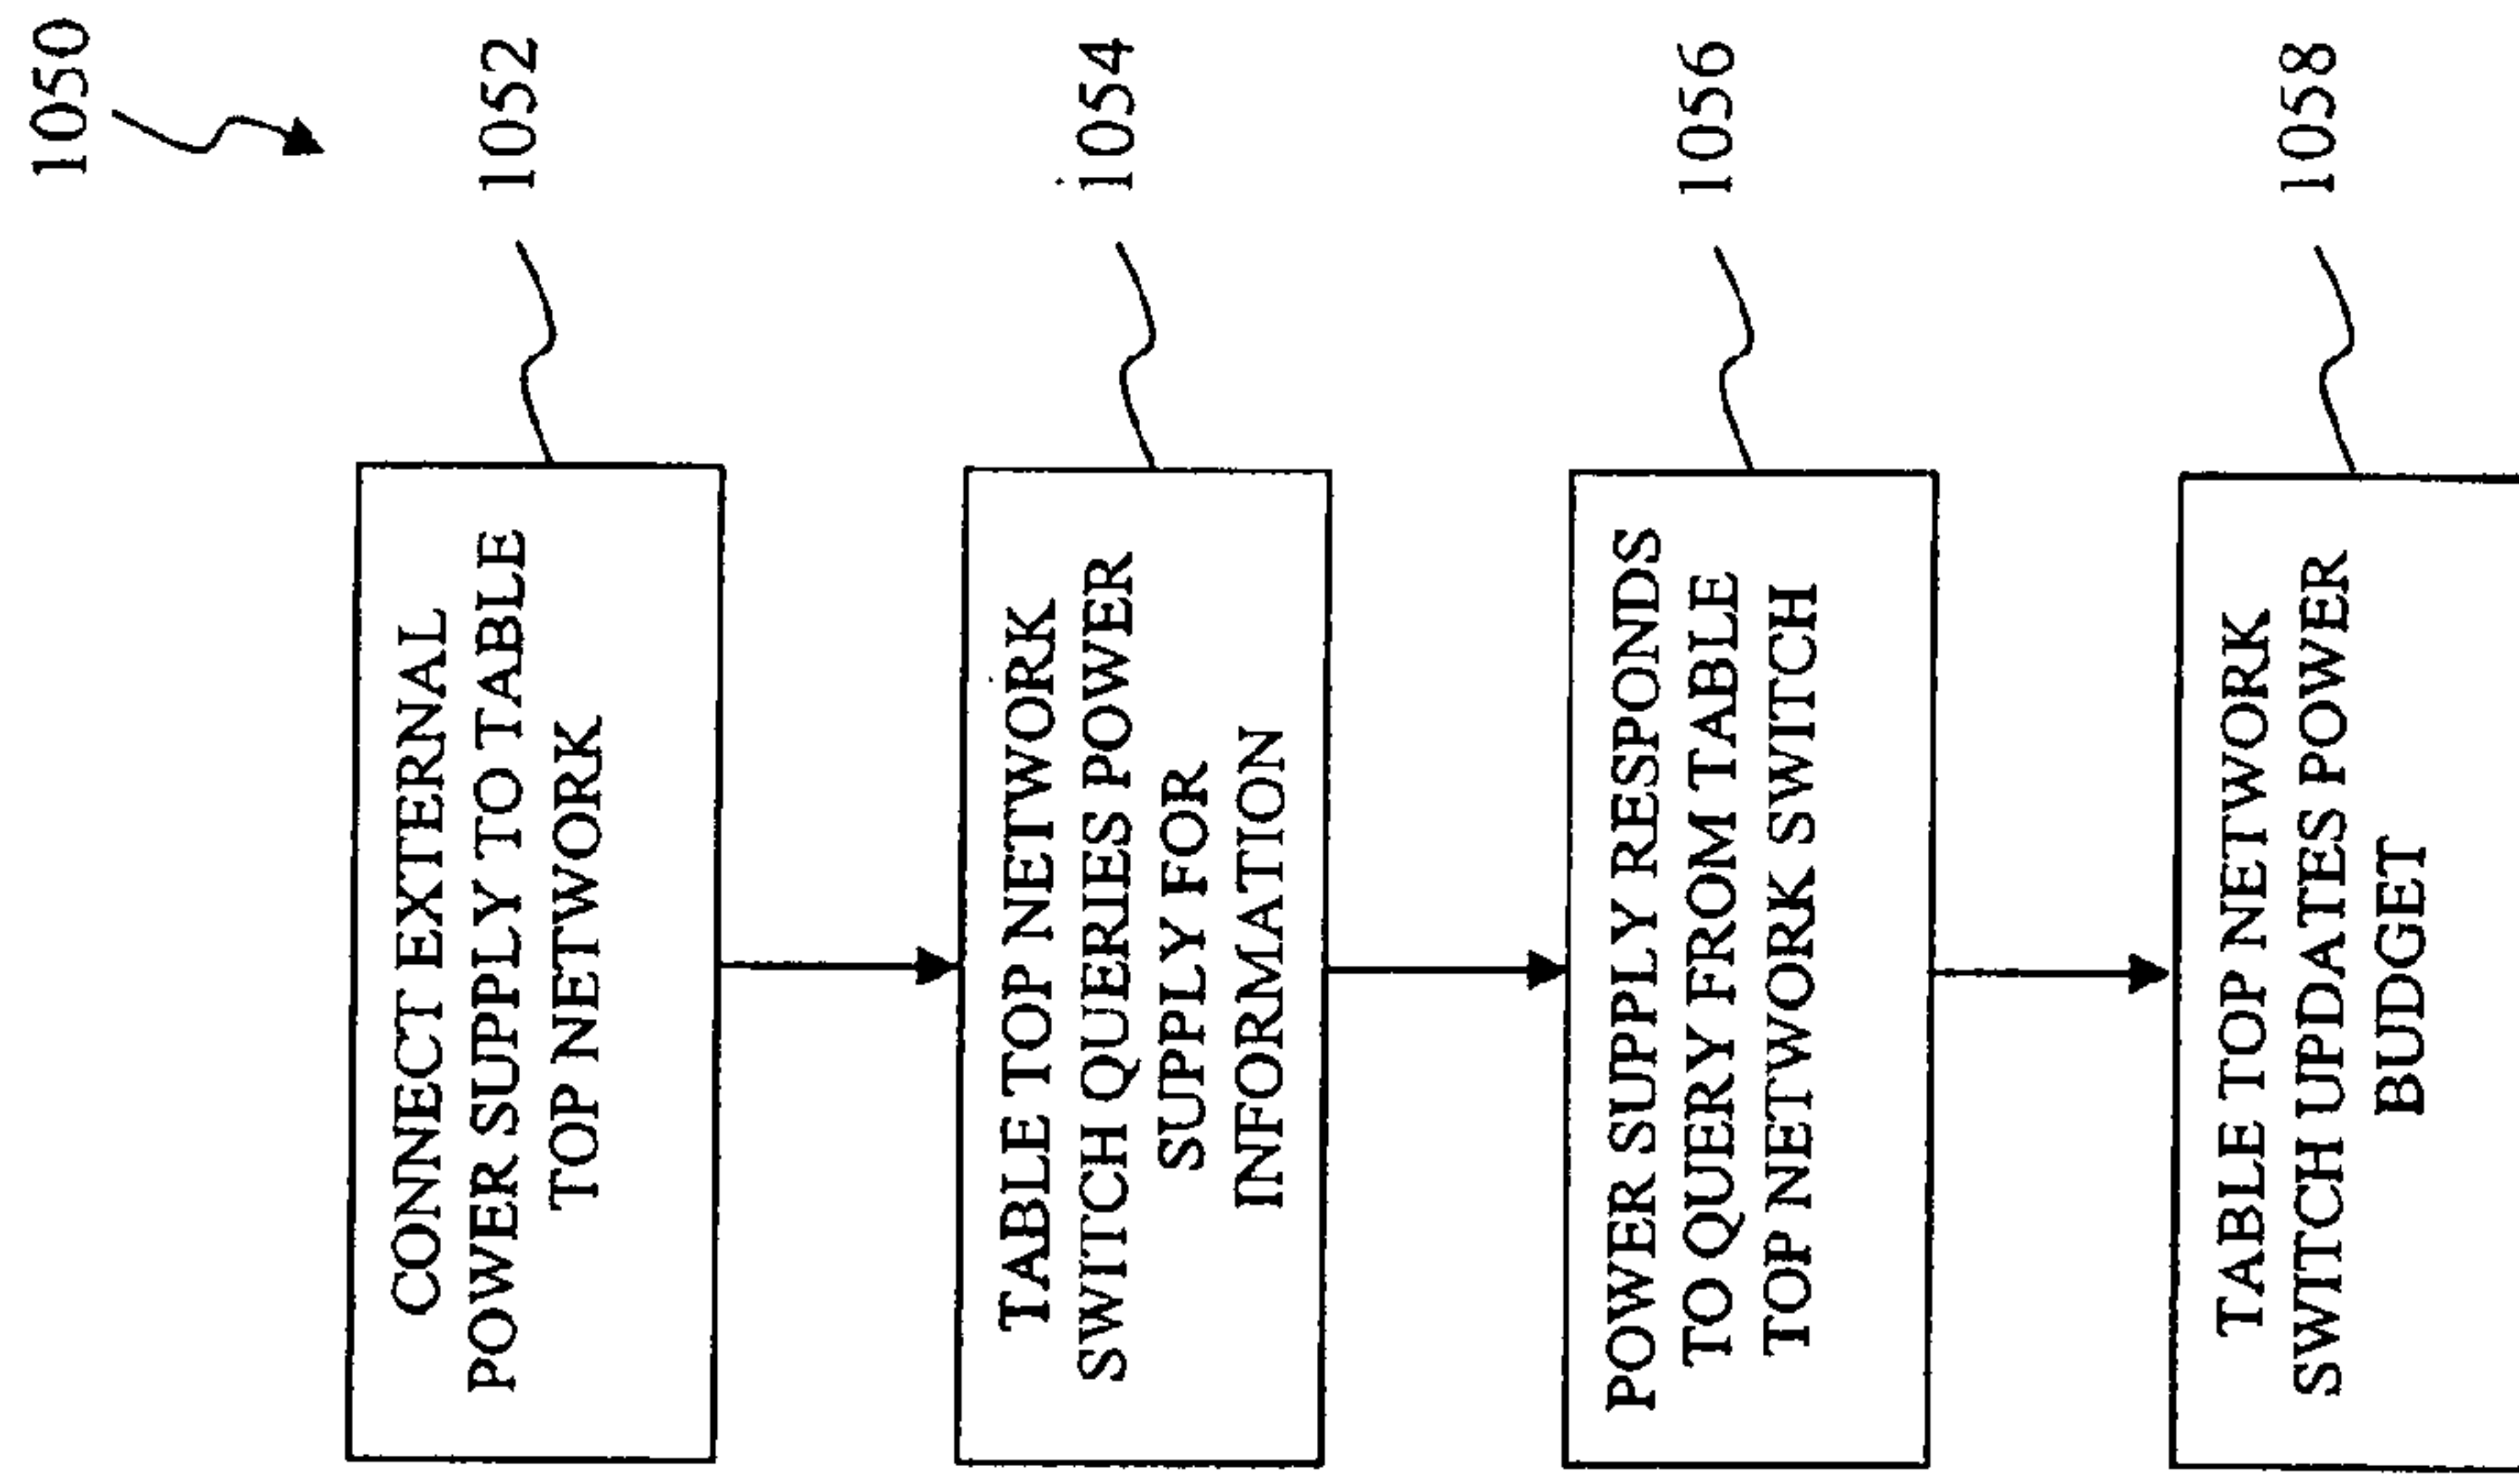 1050
1052
CONNECT EXTERNAL
POWER SUPPLY TO TABLE
TOP NETWORK
1054
TABLE TOP NETWORK
SWITCH QUERIES POWER
SUPPLY FOR
INFORMATION
1056
POWER SUPPLY RESPONDS
TO QUERY FROM TABLE
TOP NETWORK SWITCH
1058
TABLE TOP NETWORK
SWITCH UPDATES POWER
BUDGET